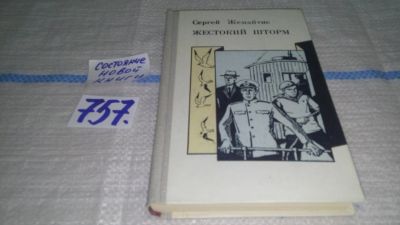 Состояние
новой
книги
757.
Сергей Жемайтис
ЖЕСТОКИЙ ШТОРМ